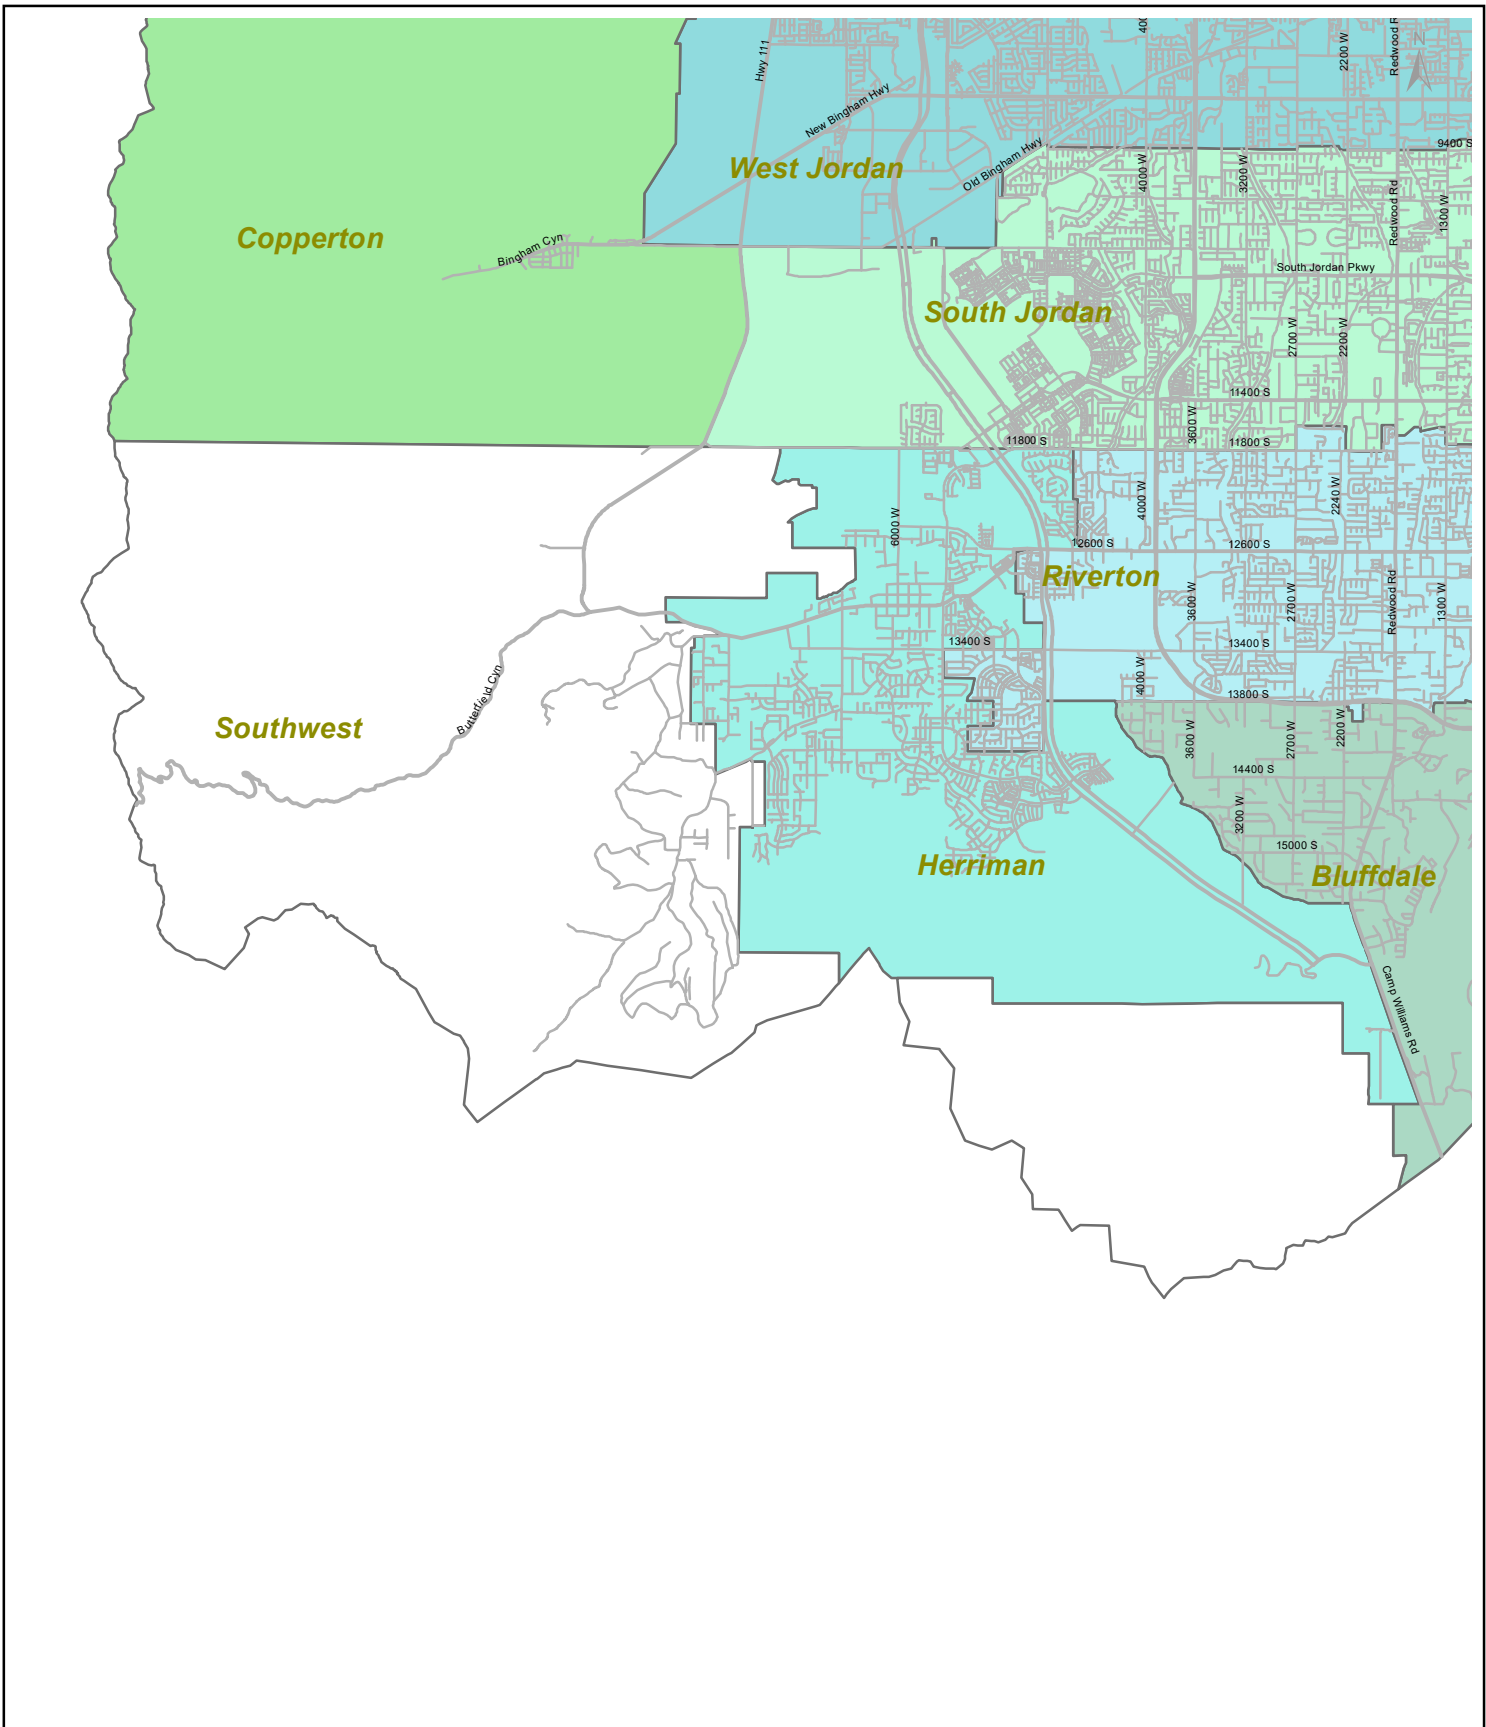 400
2200 W
Redwood R
N
Hwy 111
New Bingham Hwy
Old Bingham Hwy
9400 S
West Jordan
4000 W
3200 W
Redwood Rd
1300 W
Copperton
Bingham Cyn
South Jordan Pkwy
South Jordan
2700 W
2200 W
11400 S
3600 W
11800 S
11800 S
6000 W
4000 W
2240 W
12600 S
12600 S
Riverton
3600 W
2700 W
Redwood Rd
1300 W
13400 S
13400 S
4000 W
13800 S
Butterfield Cyn
Southwest
3600 W
2700 W
2200 W
14400 S
3200 W
15000 S
Herriman
Bluffdale
Camp Williams Rd